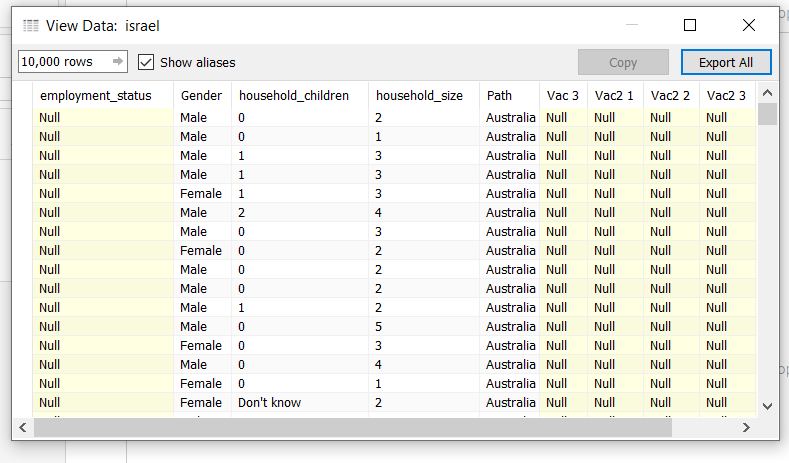 View Data: israel
10,000 rows Show aliases Copy Export All
employment_status Gender household_children household_size Path Vac 3 Vac2 1 Vac2 2 Vac2 3
Null Male 0 2 Australia Null Null Null Null
Null Male 0 1 Australia Null Null Null Null
Null Male 1 3 Australia Null Null Null Null
Null Male 1 3 Australia Null Null Null Null
Null Female 1 3 Australia Null Null Null Null
Null Male 2 4 Australia Null Null Null Null
Null Male 0 3 Australia Null Null Null Null
Null Female 0 2 Australia Null Null Null Null
Null Male 0 2 Australia Null Null Null Null
Null Male 0 2 Australia Null Null Null Null
Null Male 1 2 Australia Null Null Null Null
Null Male 0 5 Australia Null Null Null Null
Null Female 0 3 Australia Null Null Null Null
Null Male 0 4 Australia Null Null Null Null
Null Female 0 1 Australia Null Null Null Null
Null Female Don't know 2 Australia Null Null Null Null